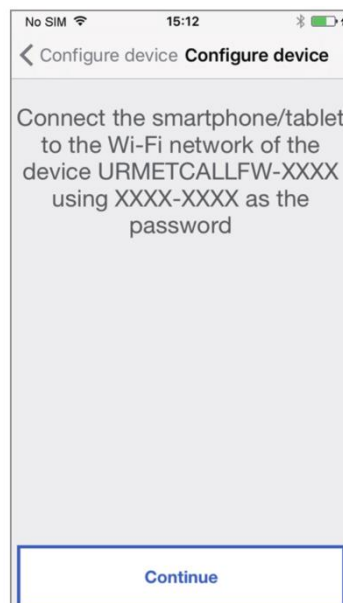 No SIM 15:12
Configure device Configure device
Connect the smartphone/tablet
to the Wi-Fi network of the
device URMETCALLFW-XXXX
using XXXX-XXXX as the
password
Continue